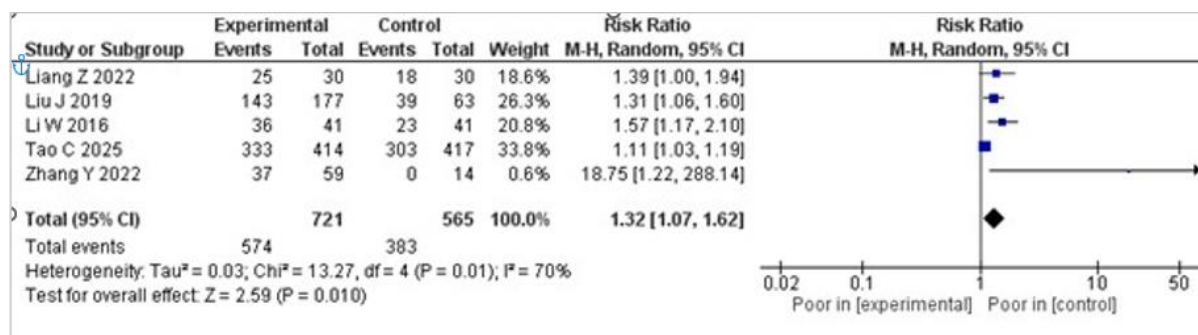 Experimental Control Risk Ratio Risk Ratio
Study or Subgroup Events Total Events Total Weight M-H, Random, 95% CI M-H, Random, 95% CI
Liang Z 2022 25 30 18 30 18.6% 1.39 [1.00, 1.94]
Liu J 2019 143 177 39 63 26.3% 1.31 [1.06, 1.60]
Li W 2016 36 41 23 41 20.8% 1.57 [1.17, 2.10]
Tao C 2025 333 414 303 417 33.8% 1.11 [1.03, 1.19]
Zhang Y 2022 37 59 0 14 0.6% 18.75 [1.22, 288.14]
Total (95% CI) 721 565 100.0% 1.32 [1.07, 1.62]
Total events 574 383
Heterogeneity: Tau² = 0.03; Chi² = 13.27, df = 4 (P = 0.01); I² = 70%
Test for overall effect: Z = 2.59 (P = 0.010)
0.02 0.1 1 10 50
Poor in [experimental] Poor in [control]